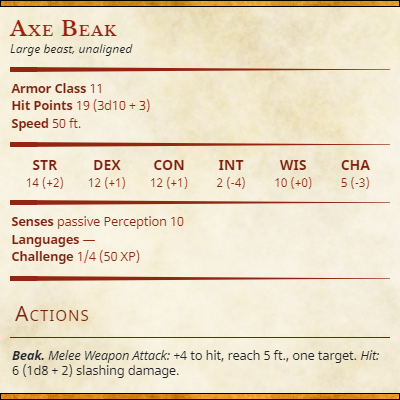 Axe Beak
Large beast, unaligned
Armor Class 11
Hit Points 19 (3d10 + 3)
Speed 50 ft.
STR DEX CON INT WIS CHA
14 (+2) 12 (+1) 12 (+1) 2 (-4) 10 (+0) 5 (-3)
Senses passive Perception 10
Languages —
Challenge 1/4 (50 XP)
Actions
Beak. Melee Weapon Attack: +4 to hit, reach 5 ft., one target. Hit:
6 (1d8 + 2) slashing damage.